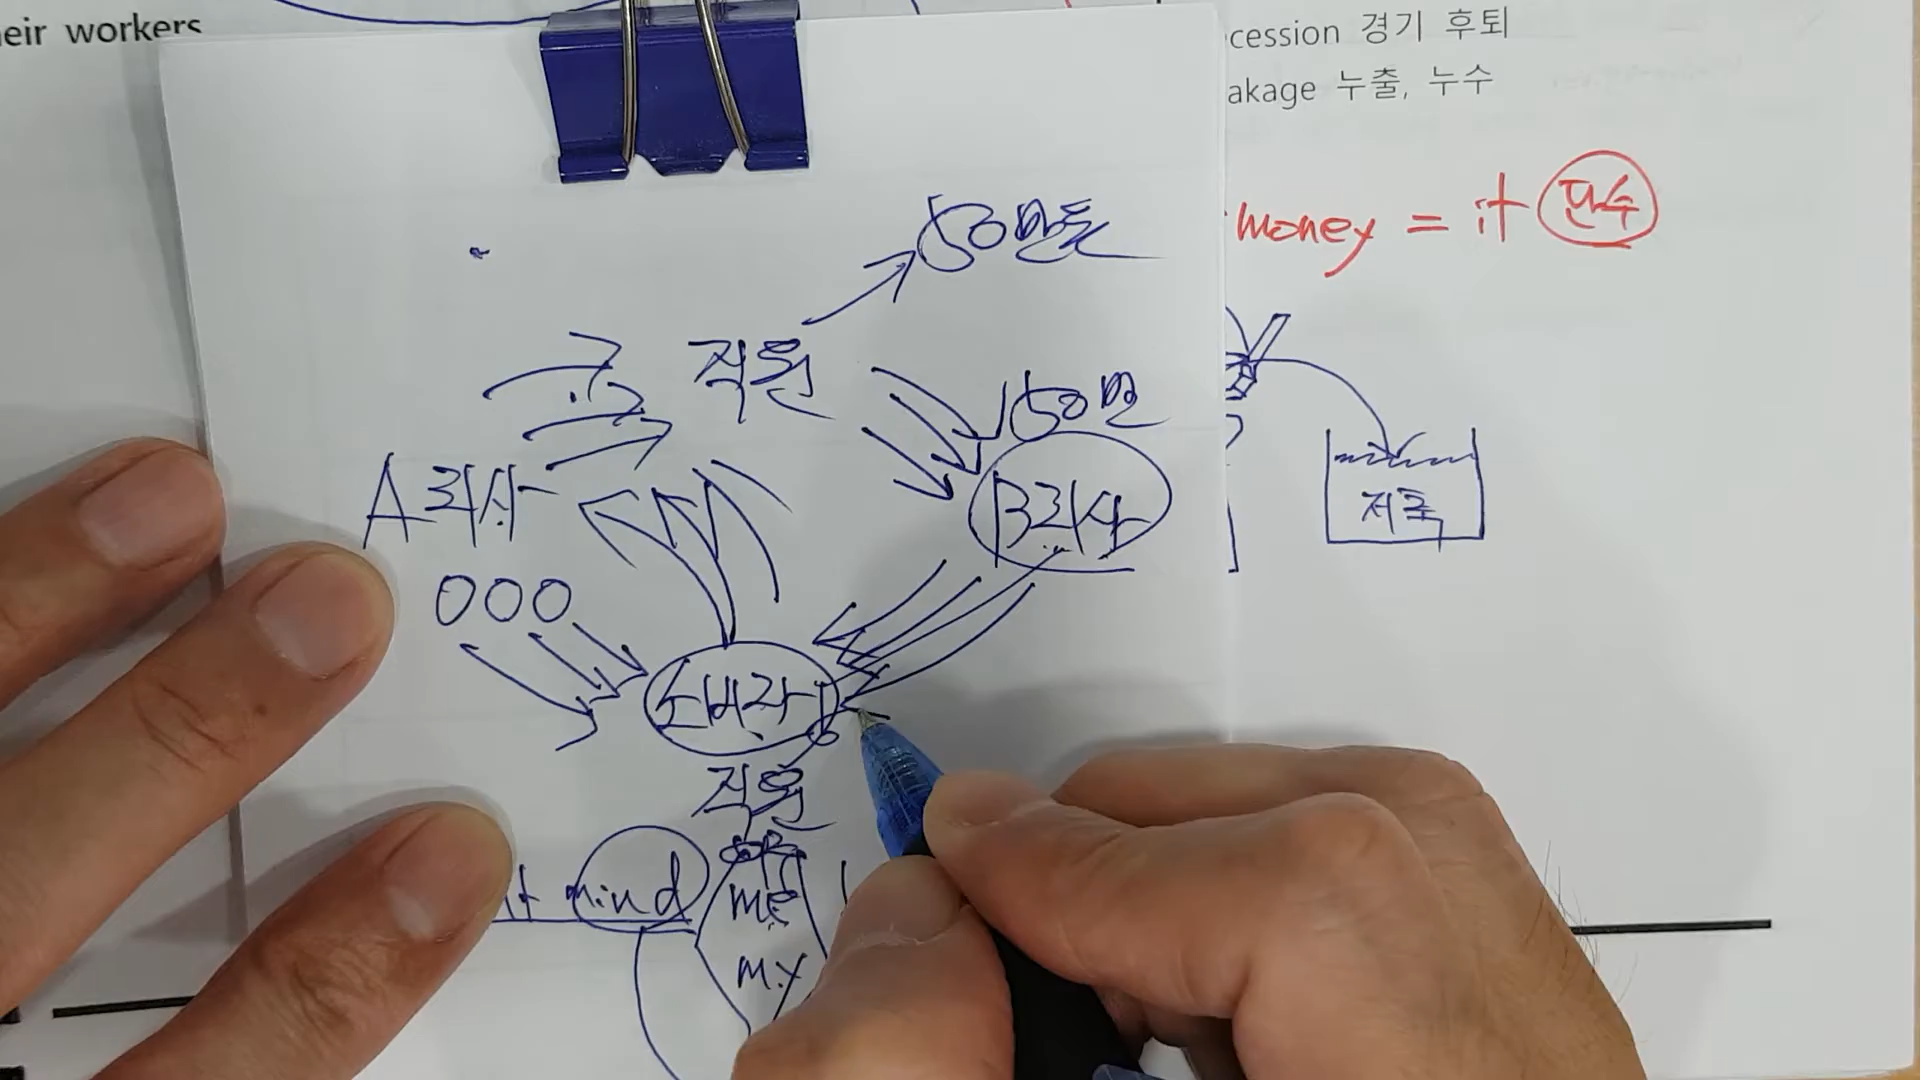 heir workers
cession 경기 후퇴
akage 누출, 누수
money = it 단수
50만
직원
50만
A회사
B회사
저축
000
소비자
직원
mind
me
my